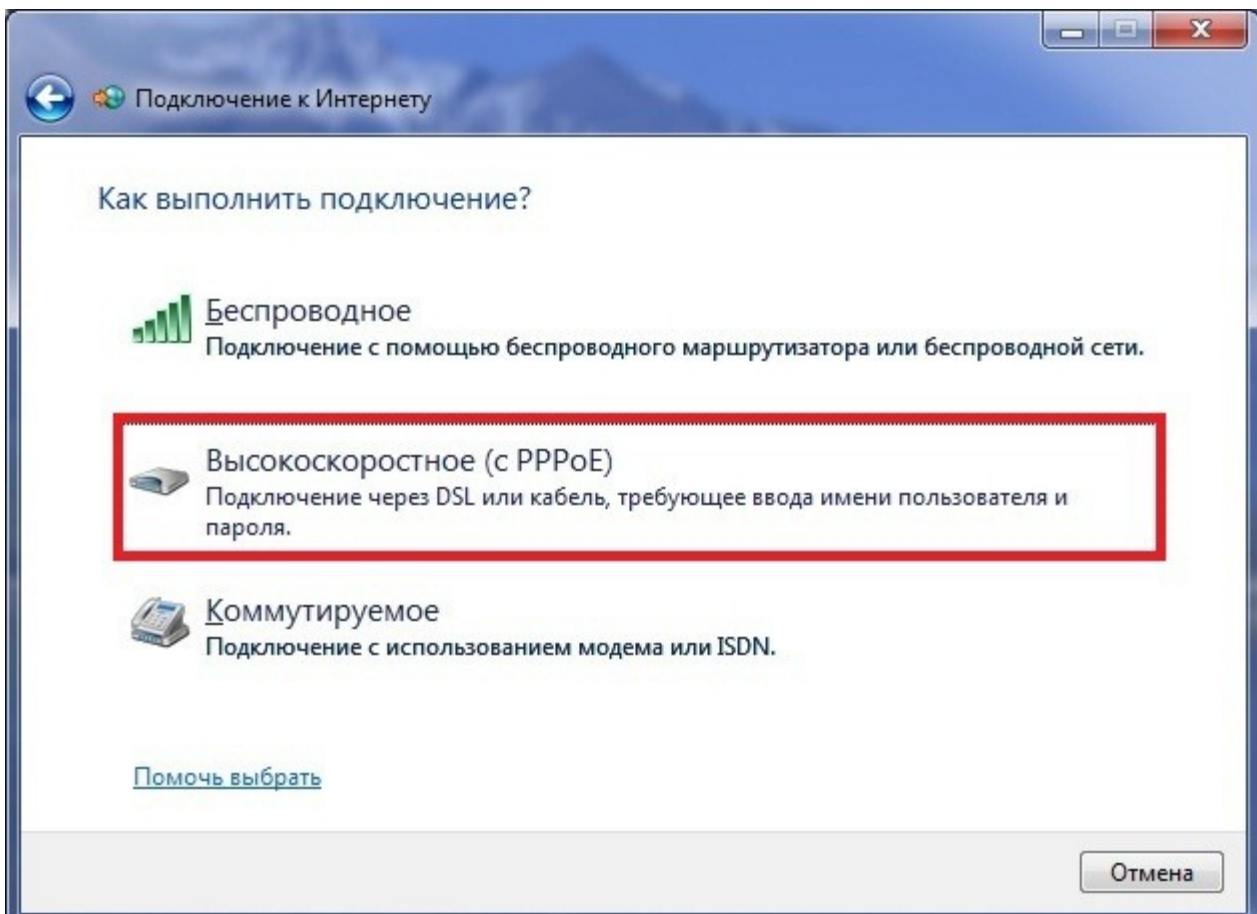 Подключение к Интернету
Как выполнить подключение?
Беспроводное
Подключение с помощью беспроводного маршрутизатора или беспроводной сети.
Высокоскоростное (с PPPoE)
Подключение через DSL или кабель, требующее ввода имени пользователя и
пароля.
Коммутируемое
Подключение с использованием модема или ISDN.
Помочь выбрать
Отмена